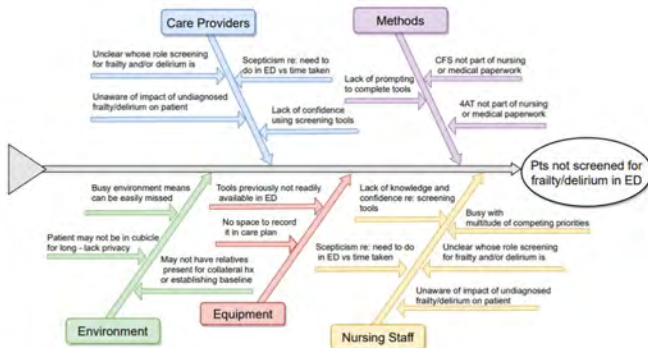 Care Providers
Methods
Unclear whose role screening
for frailty and/or delirium is
Scepticism re: need to
do in ED vs time taken
Unaware of impact of undiagnosed
frailty/delirium on patient
Lack of confidence
using screening tools
CFS not part of nursing
or medical paperwork
Lack of prompting
to complete tools
4AT not part of nursing
or medical paperwork
Pts not screened for
frailty/delirium in ED
Busy environment means
can be easily missed
Patient may not be in cubicle
for long - lack privacy
May not have relatives
present for collateral hx
or establishing baseline
Tools previously not readily
available in ED
No space to record
it in care plan
Lack of knowledge and
confidence re: screening
tools
Busy with
multitude of competing priorities
Scepticism re: need to do
in ED vs time taken
Unclear whose role screening
for frailty and/or delirium is
Unaware of impact of undiagnosed
frailty/delirium on patient
Environment
Equipment
Nursing Staff